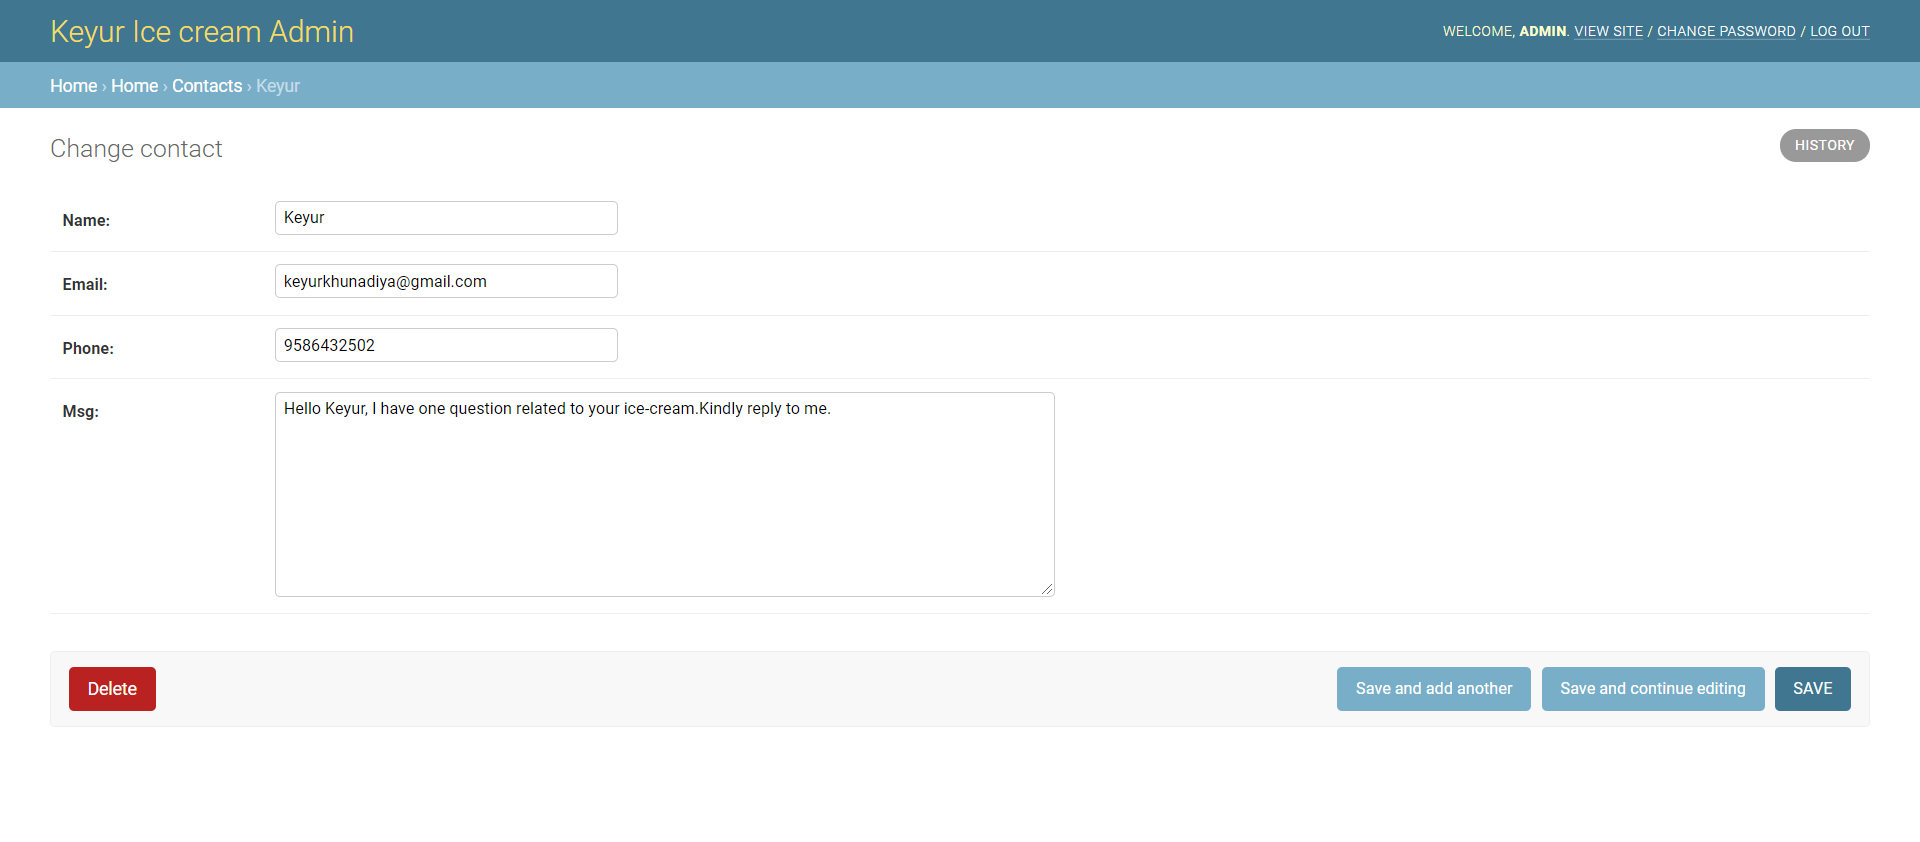 Keyur Ice cream Admin
WELCOME, ADMIN. VIEW SITE / CHANGE PASSWORD / LOG OUT
Home › Home › Contacts › Keyur
Change contact
HISTORY
Name:
Keyur
Email:
keyurkhunadiya@gmail.com
Phone:
9586432502
Msg:
Hello Keyur, I have one question related to your ice-cream.Kindly reply to me.
Delete
Save and add another
Save and continue editing
SAVE